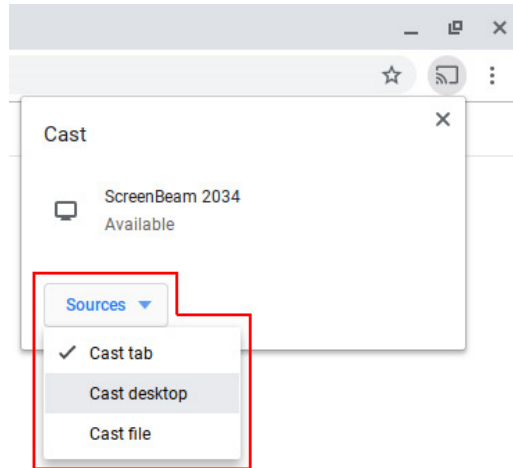 Cast
ScreenBeam 2034
Available
Sources
Cast tab
Cast desktop
Cast file